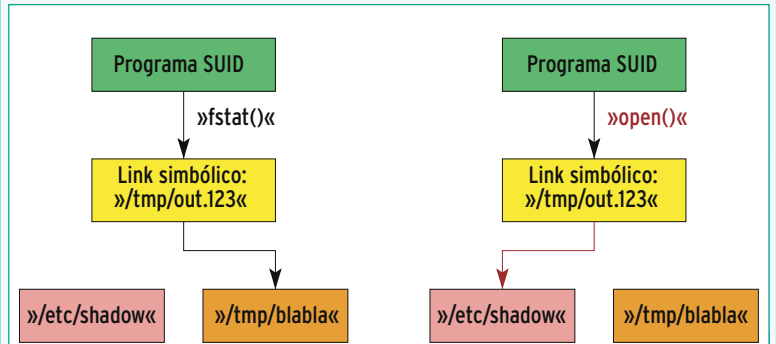 Programa SUID
»fstat()«
Link simbólico:
»/tmp/out.123«
»/etc/shadow«
»/tmp/blabla«
Programa SUID
»open()«
Link simbólico:
»/tmp/out.123«
»/etc/shadow«
»/tmp/blabla«